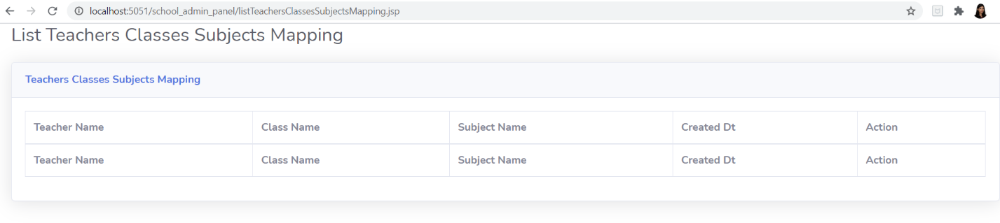 localhost:5051/school_admin_panel/listTeachersClassesSubjectsMapping.jsp
List Teachers Classes Subjects Mapping
Teachers Classes Subjects Mapping
Teacher Name Class Name Subject Name Created Dt Action
Teacher Name Class Name Subject Name Created Dt Action